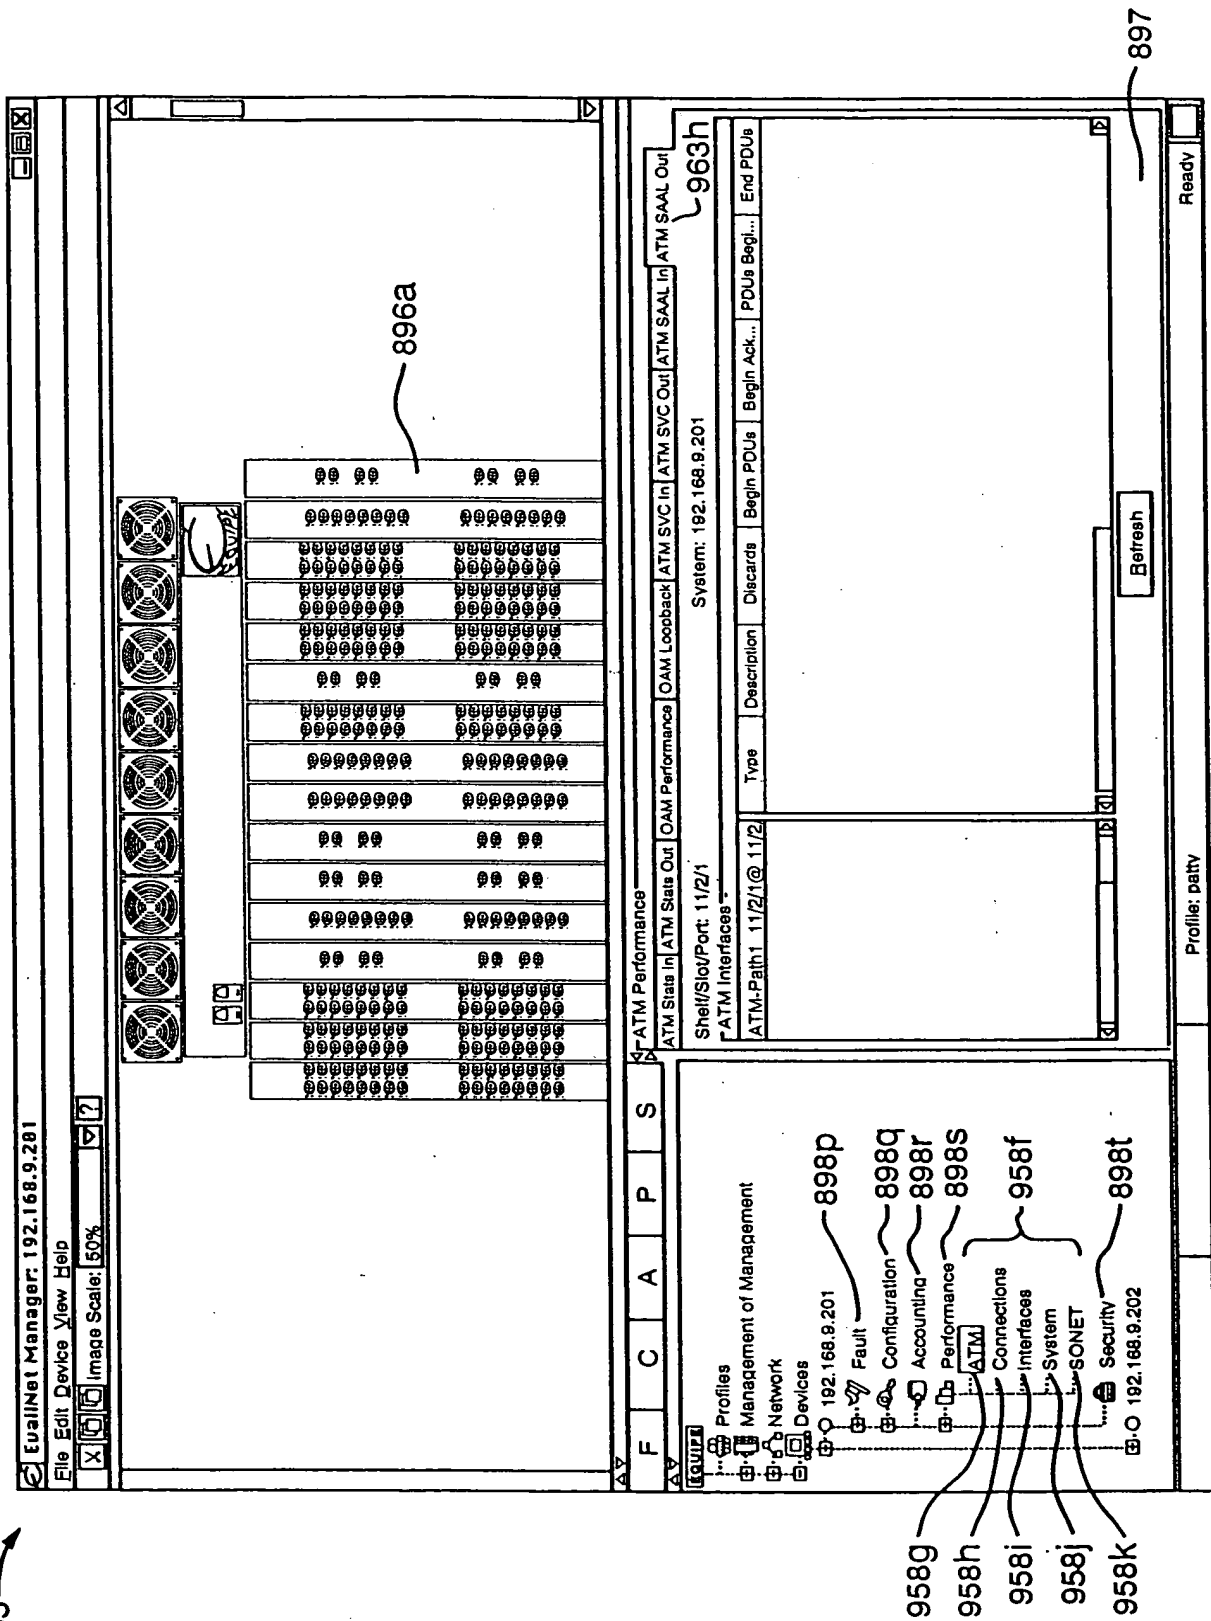 EualNet Manager: 192.168.9.201
File Edit Device View Help
X Image Scale: 50% ?
896a
F C A P S
EQUIPE
Profiles
Management of Management
Network
Devices
192.168.9.201
Fault
Configuration
Accounting
Performance
ATM
Connections
Interfaces
System
SONET
Security
192.168.9.202
898p
898q
898r
898s
958f
898t
958g
958h
958i
958j
958k
ATM Performance
ATM Stats In ATM Stats Out OAM Performance OAM Loopback ATM SVC In ATM SVC Out ATM SAAL In ATM SAAL Out
963h
Shelf/Slot/Port: 11/2/1 System: 192.168.9.201
ATM Interfaces
ATM-Path1 11/2/1@ 11/2/ Type Description Discards Begin PDUs Begin Ack... PDUs Begi... End PDUs
Refresh
897
Profile: patty Ready